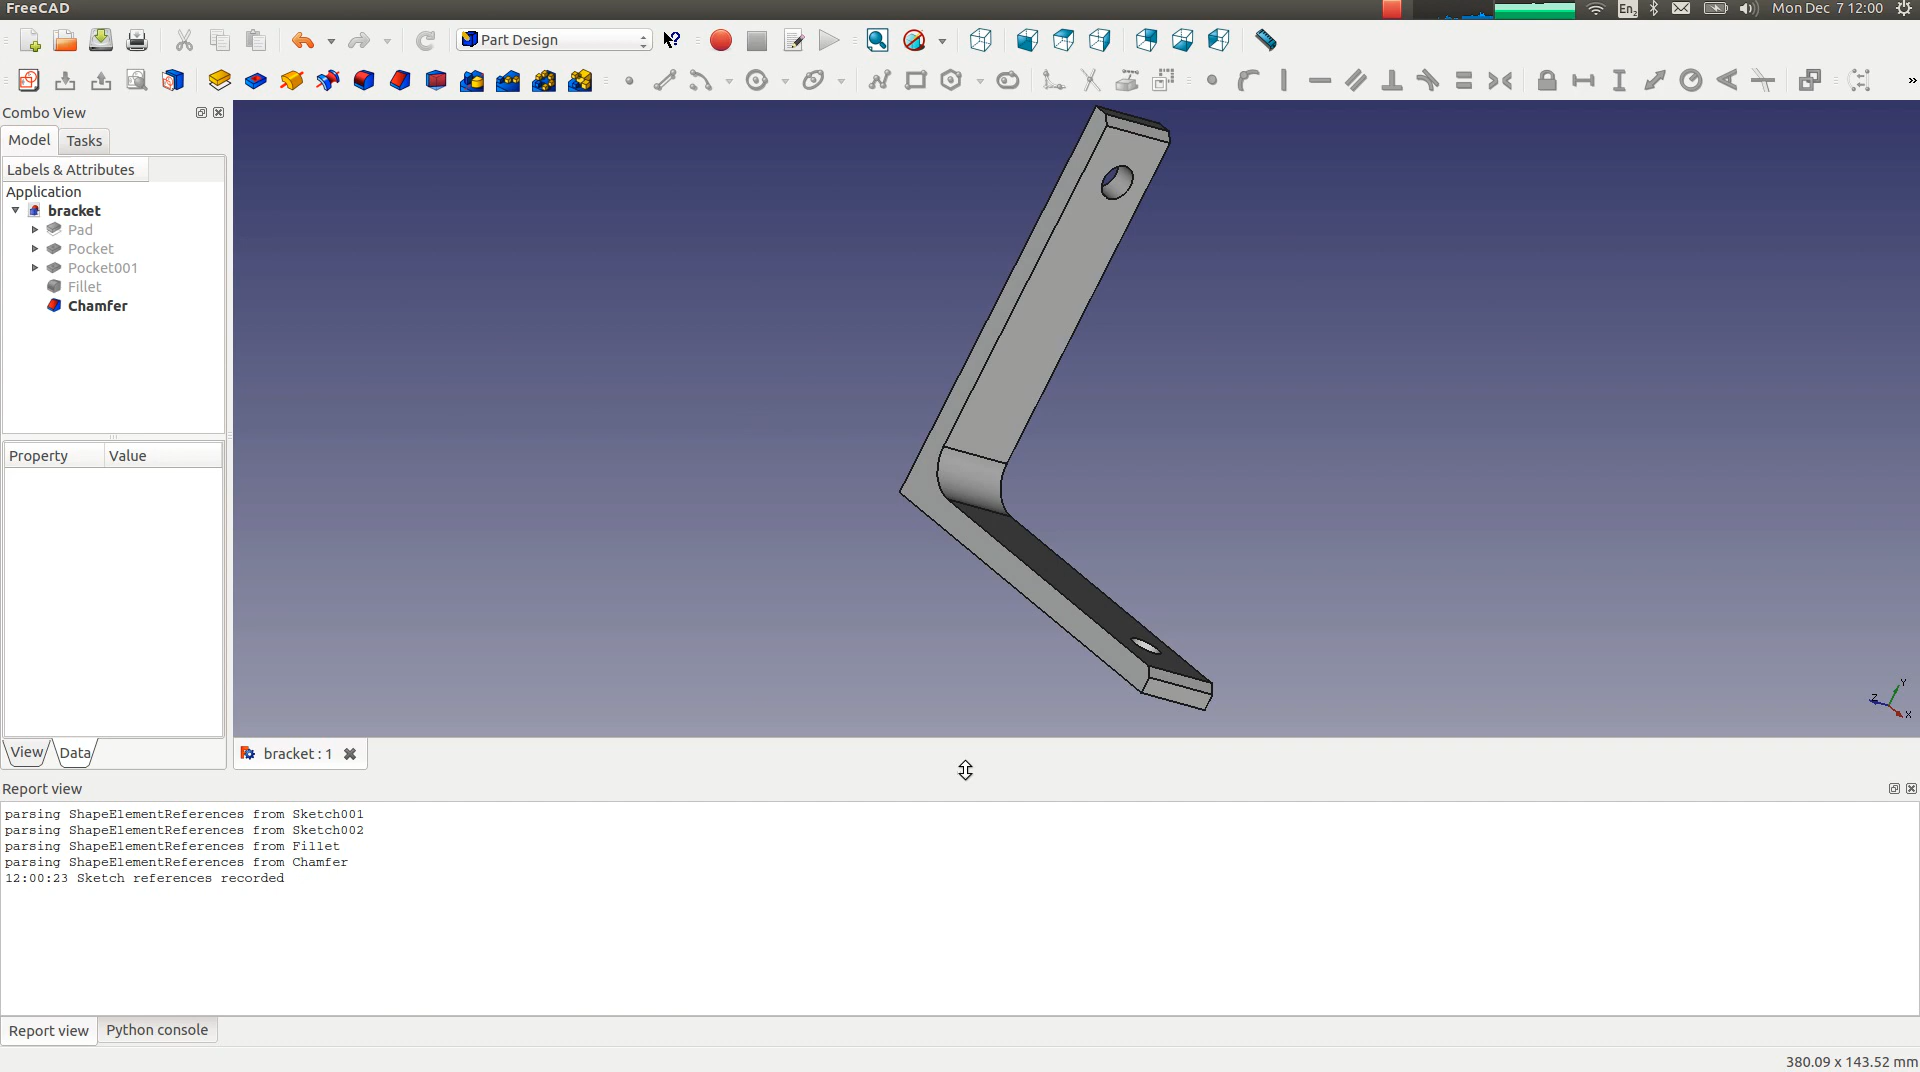 FreeCAD
En2
Mon Dec 7 12:00
Part Design
»
Combo View
Model
Tasks
Labels & Attributes
Application
bracket
Pad
Pocket
Pocket001
Fillet
Chamfer
Property
Value
View
Data
Y
Z
X
bracket : 1
Report view
parsing ShapeElementReferences from Sketch001
parsing ShapeElementReferences from Sketch002
parsing ShapeElementReferences from Fillet
parsing ShapeElementReferences from Chamfer
12:00:23 Sketch references recorded
Report view
Python console
380.09 x 143.52 mm